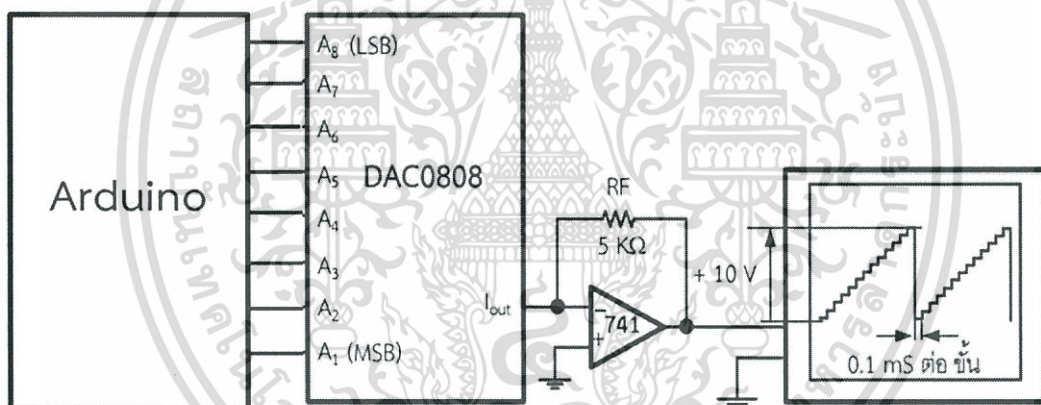 Arduino
A8 (LSB)
A7
A6
A5
A4
A3
A2
A1 (MSB)
DAC0808
Iout
RF
5 KΩ
741
+ 10 V
0.1 mS ต่อ ขั้น